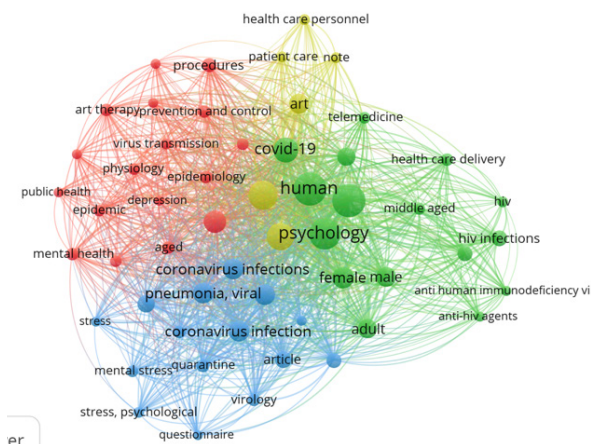 health care personnel
patient care
note
procedures
art
art therapy
prevention and control
telemedicine
virus transmission
covid-19
health care delivery
physiology
epidemiology
human
public health
depression
hiv
epidemic
middle aged
psychology
hiv infections
mental health
aged
coronavirus infections
female
male
pneumonia, viral
anti human immunodeficiency vi
stress
coronavirus infection
adult
anti-hiv agents
mental stress
quarantine
article
virology
stress, psychological
questionnaire
er